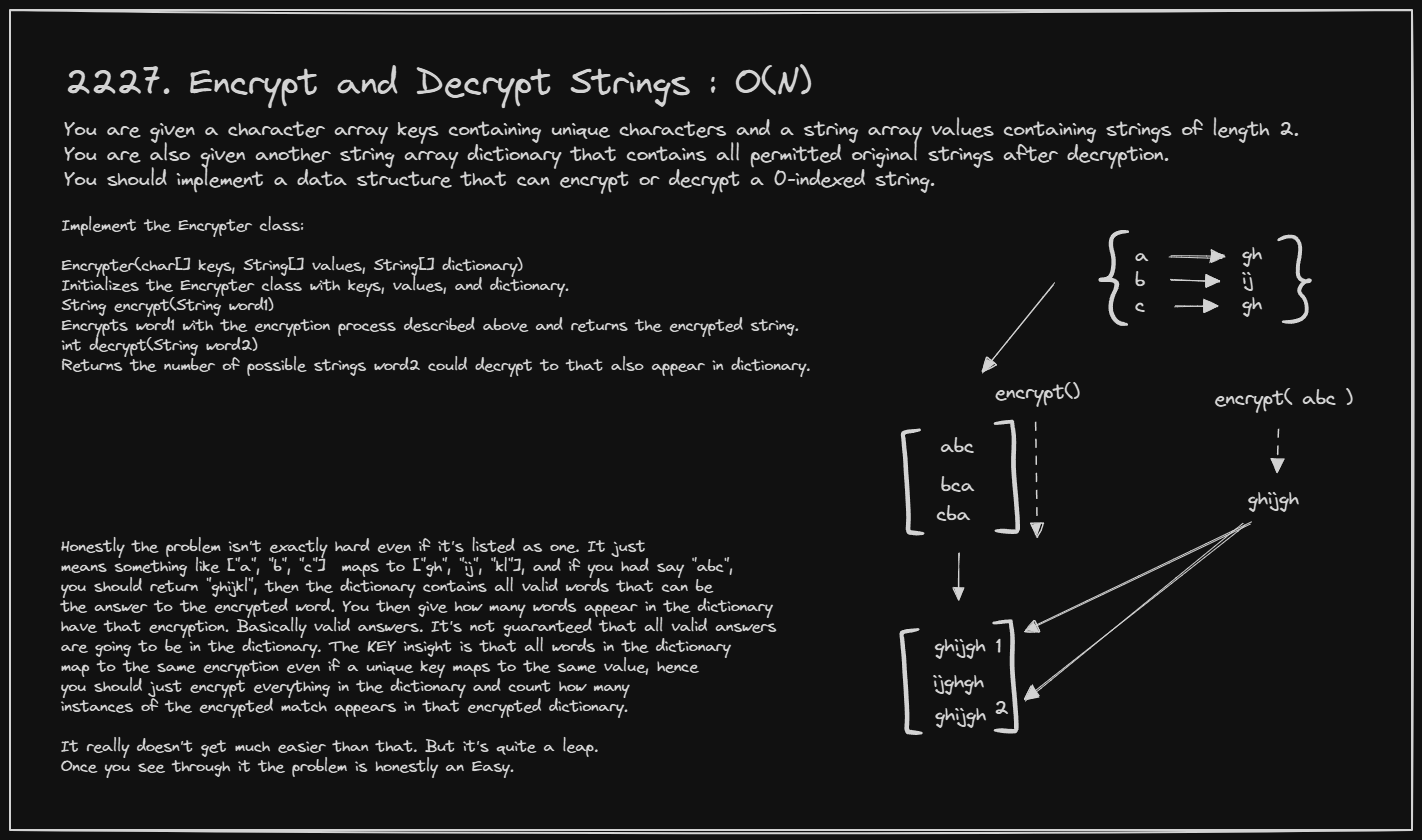 2227. Encrypt and Decrypt Strings : O(N)
You are given a character array keys containing unique characters and a string array values containing strings of length 2.
You are also given another string array dictionary that contains all permitted original strings after decryption.
You should implement a data structure that can encrypt or decrypt a 0-indexed string.
Implement the Encrypter class:
Encrypter(char[] keys, String[] values, String[] dictionary)
Initializes the Encrypter class with keys, values, and dictionary.
String encrypt(String word1)
Encrypts word1 with the encryption process described above and returns the encrypted string.
int decrypt(String word2)
Returns the number of possible strings word2 could decrypt to that also appear in dictionary.
Honestly the problem isn't exactly hard even if it's listed as one. It just
means something like ["a", "b", "c"] maps to ["gh", "ij", "kl"], and if you had say "abc",
you should return "ghijkl", then the dictionary contains all valid words that can be
the answer to the encrypted word. You then give how many words appear in the dictionary
have that encryption. Basically valid answers. It's not guaranteed that all valid answers
are going to be in the dictionary. The KEY insight is that all words in the dictionary
map to the same encryption even if a unique key maps to the same value, hence
you should just encrypt everything in the dictionary and count how many
instances of the encrypted match appears in that encrypted dictionary.
It really doesn't get much easier than that. But it's quite a leap.
Once you see through it the problem is honestly an Easy.
{ a gh }
b ij
c gh
encrypt()
encrypt( abc )
[ abc ]
bca
cba
ghijgh
[ ghijgh 1 ]
ijghgh
ghijgh 2